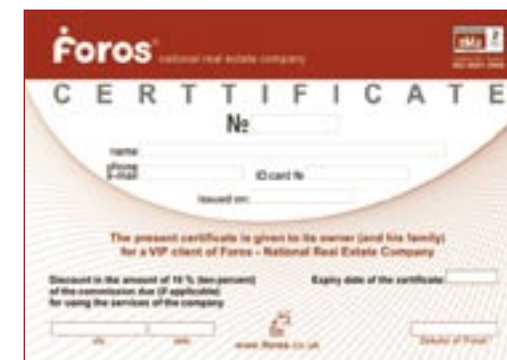 Foros
national real estate company
CERTTIFICATE
№
name
phone
e-mail
ID card №
Issued on:
The present certificate is given to its owner (and his family)
for a VIP client of Foros - National Real Estate Company
Discount in the amount of 10 % (ten percent)
of the commission due (if applicable)
for using the services of the company
Expiry date of the certificate
www.foros.co.uk